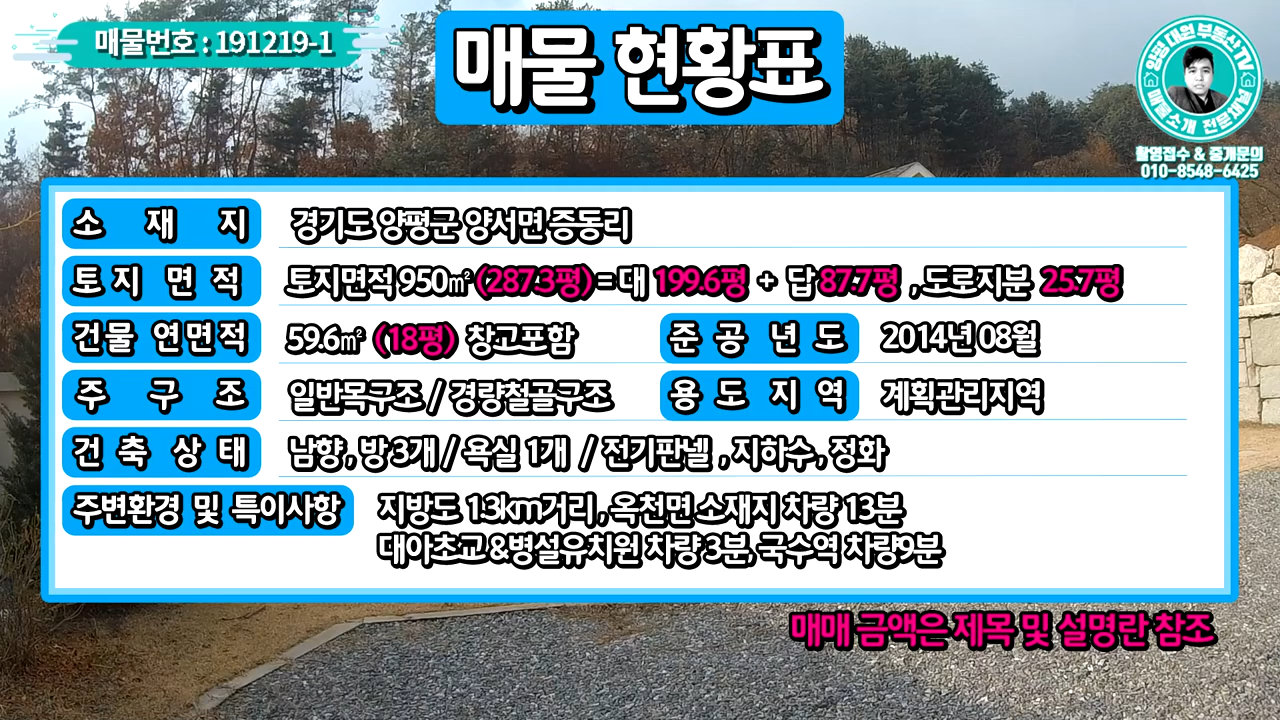 매물번호 : 191219-1
매물 현황표
양평 대원 부동산TV
매물소개 전문채널
촬영접수 & 중개문의
010-8548-6425
소재지 경기도 양평군 양서면 증동리
토지 면적 토지면적 950㎡ (287.3평) = 대 199.6평 + 답 87.7평 , 도로지분 25.7평
건물 연면적 59.6㎡ (18평) 창고포함 준공 년도 2014년 08월
주구조 일반목구조 / 경량철골구조 용도지역 계획관리지역
건축상태 남향 , 방 3개 / 욕실 1개 / 전기판넬 , 지하수 , 정화
주변환경 및 특이사항 지방도 1.3km거리 , 옥천면 소재지 차량 13분
대아초교 &병설유치원 차량 3분, 국수역 차량9분
매매 금액은 제목 및 설명란 참조